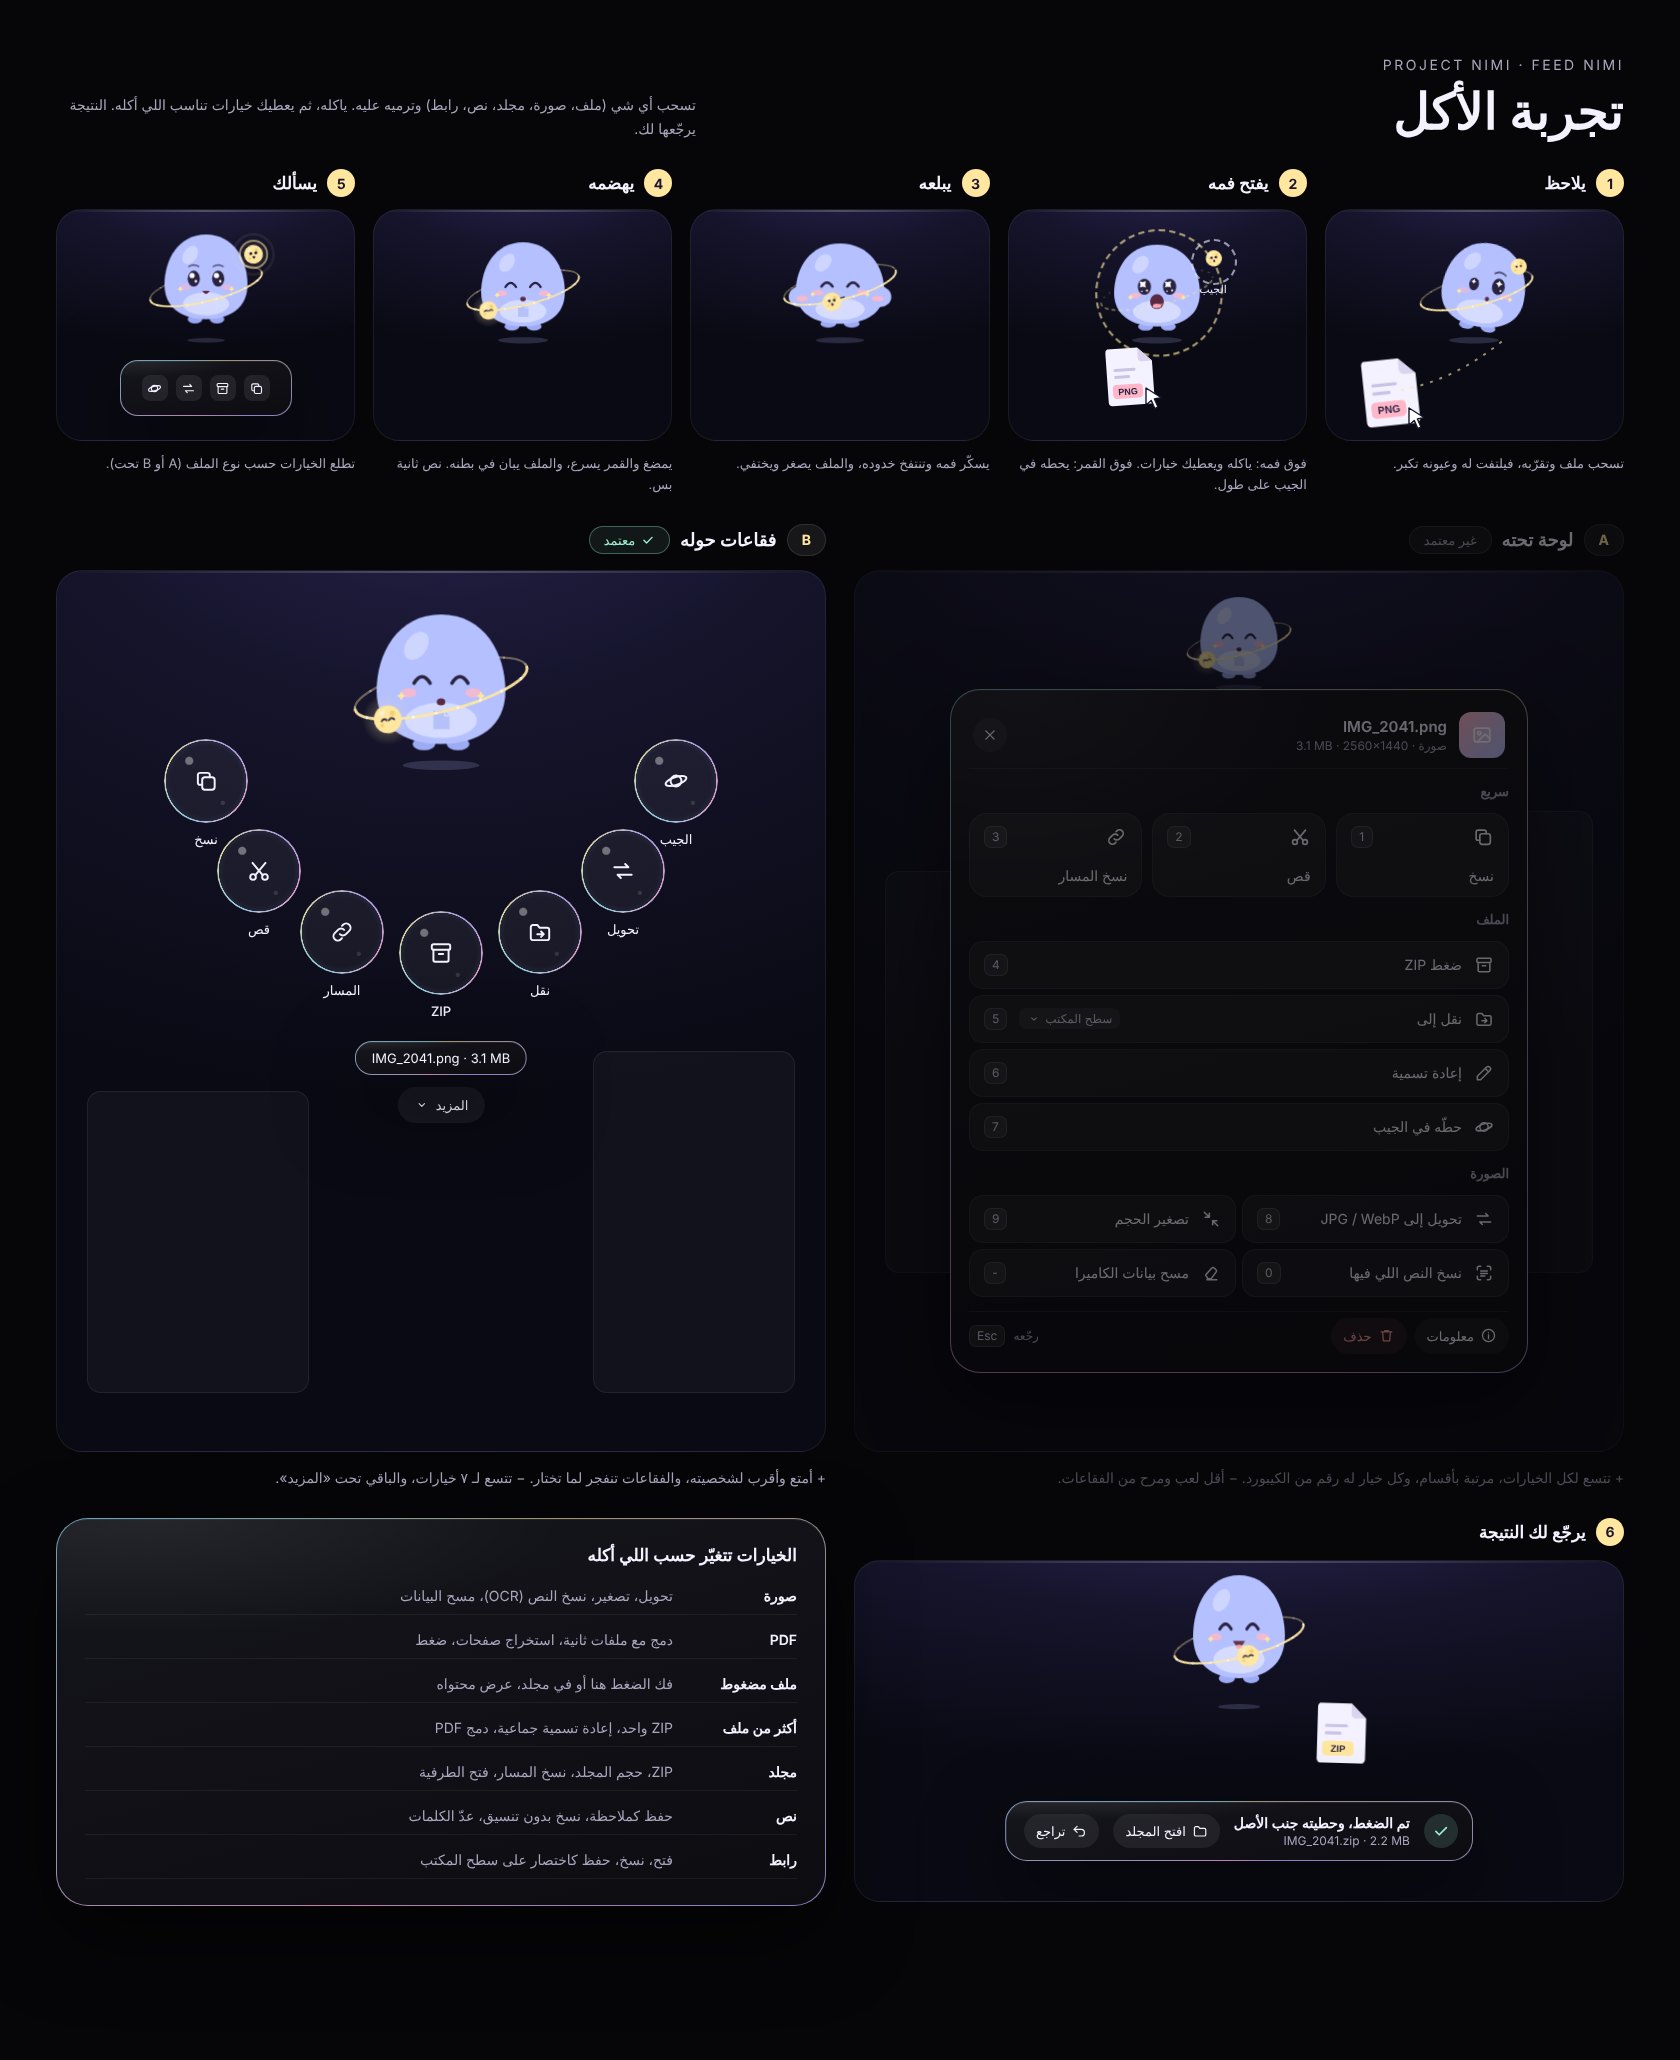 PROJECT NIMI · FEED NIMI
تجربة الأكل
تسحب أي شي (ملف، صورة، مجلد، نص، رابط) وترميه عليه. ياكله، ثم يعطيك خيارات تناسب اللي أكله. النتيجة
يرجّعها لك.
1 يلاحظ
PNG
تسحب ملف وتقرّبه، فيلتفت له وعيونه تكبر.
2 يفتح فمه
الجيب
PNG
فوق فمه: ياكله ويعطيك خيارات. فوق القمر: يحطه في
الجيب على طول.
3 يبلعه
يسكّر فمه وتنتفخ خدوده، والملف يصغر ويختفي.
4 يهضمه
يمضغ والقمر يسرع، والملف يبان في بطنه. نص ثانية
بس.
5 يسألك
تطلع الخيارات حسب نوع الملف (A أو B تحت).
A لوحة تحته غير معتمد
IMG_2041.png
صورة · 2560×1440 · 3.1 MB
سريع
نسخ 1
قص 2
نسخ المسار 3
الملف
ضغط ZIP 4
نقل إلى سطح المكتب 5
إعادة تسمية 6
حطّه في الجيب 7
الصورة
تحويل إلى JPG / WebP 8
تصغير الحجم 9
نسخ النص اللي فيها 0
مسح بيانات الكاميرا -
معلومات
حذف
رجّعه Esc
+ تتسع لكل الخيارات، مرتبة بأقسام، وكل خيار له رقم من الكيبورد. – أقل لعب ومرح من الفقاعات.
B فقاعات حوله معتمد
الجيب
تحويل
نقل
ZIP
المسار
قص
نسخ
IMG_2041.png · 3.1 MB
المزيد
+ أمتع وأقرب لشخصيته، والفقاعات تنفجر لما تختار. – تتسع لـ ٧ خيارات، والباقي تحت «المزيد».
6 يرجّع لك النتيجة
ZIP
تم الضغط، وحطيته جنب الأصل
IMG_2041.zip · 2.2 MB
افتح المجلد
تراجع
الخيارات تتغيّر حسب اللي أكله
صورة تحويل، تصغير، نسخ النص (OCR)، مسح البيانات
PDF دمج مع ملفات ثانية، استخراج صفحات، ضغط
ملف مضغوط فك الضغط هنا أو في مجلد، عرض محتواه
أكثر من ملف ZIP واحد، إعادة تسمية جماعية، دمج PDF
مجلد ZIP، حجم المجلد، نسخ المسار، فتح الطرفية
نص حفظ كملاحظة، نسخ بدون تنسيق، عدّ الكلمات
رابط فتح، نسخ، حفظ كاختصار على سطح المكتب